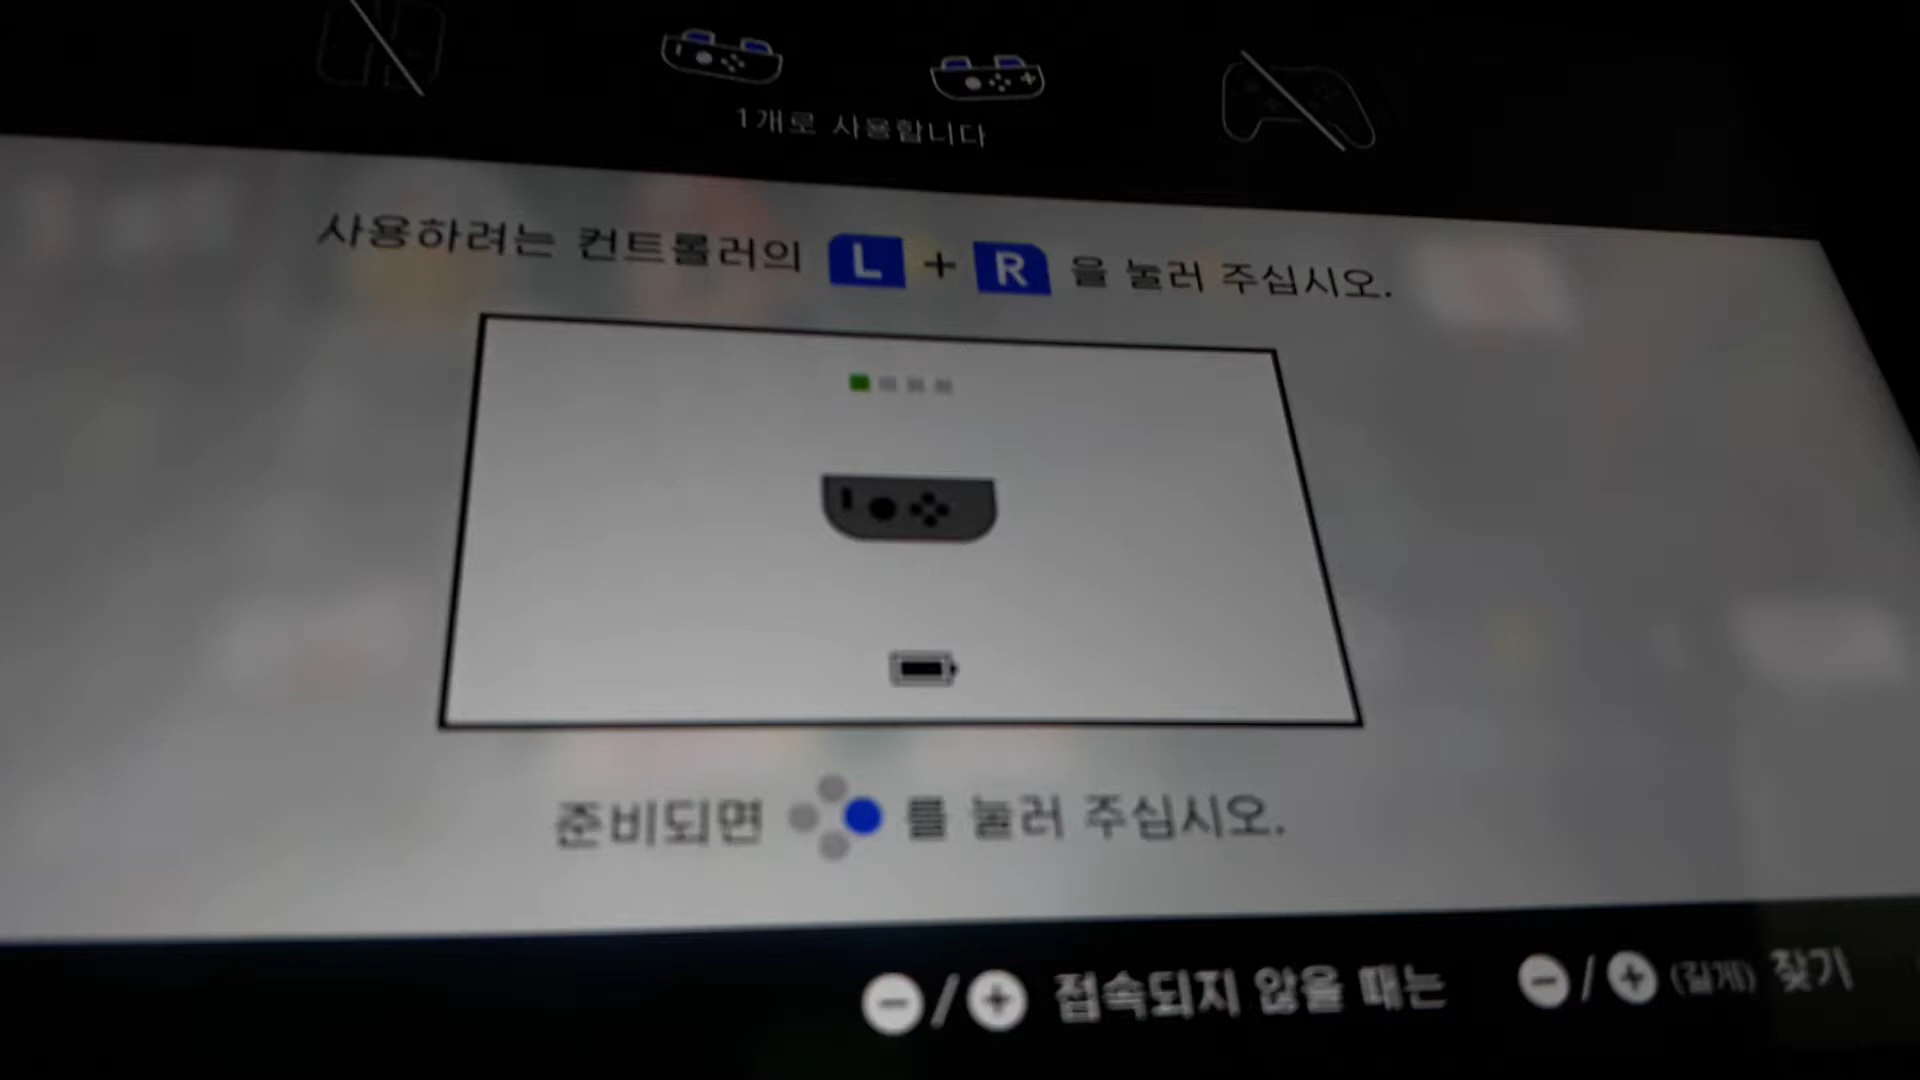 1개로 사용합니다
사용하려는 컨트롤러의 L + R 을 눌러 주십시오.
준비되면 를 눌러 주십시오.
−/+ 접속되지 않을 때는 −/+ (길게) 찾기